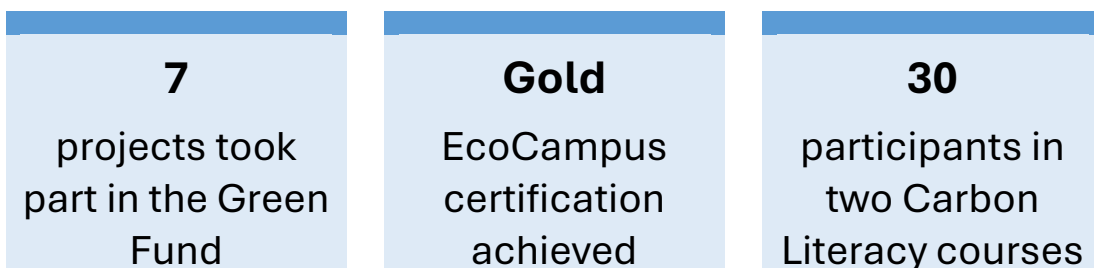 7
projects took
part in the Green
Fund
Gold
EcoCampus
certification
achieved
30
participants in
two Carbon
Literacy courses